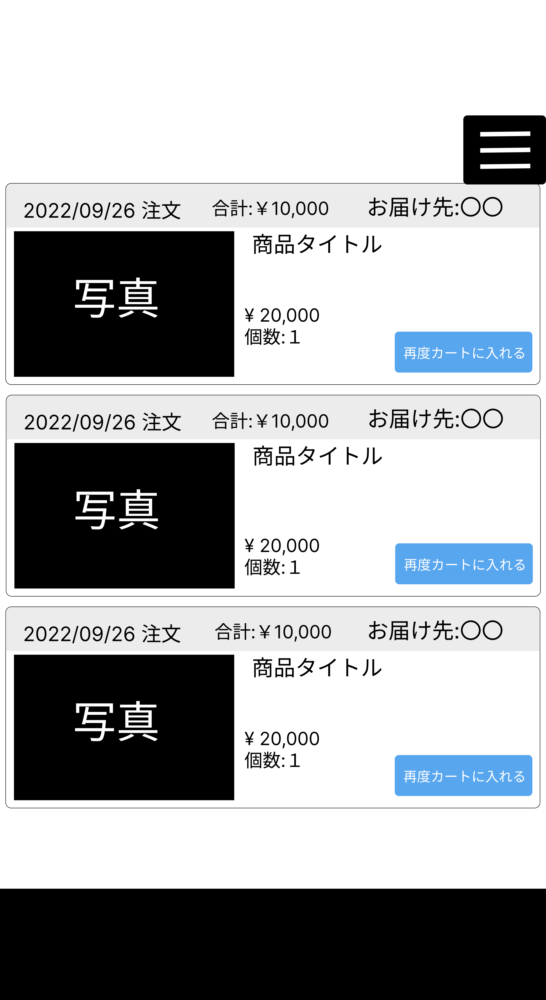 2022/09/26 注文 合計:￥10,000 お届け先:〇〇
商品タイトル
写真
¥ 20,000
個数:１
再度カートに入れる
2022/09/26 注文 合計:￥10,000 お届け先:〇〇
商品タイトル
写真
¥ 20,000
個数:１
再度カートに入れる
2022/09/26 注文 合計:￥10,000 お届け先:〇〇
商品タイトル
写真
¥ 20,000
個数:１
再度カートに入れる